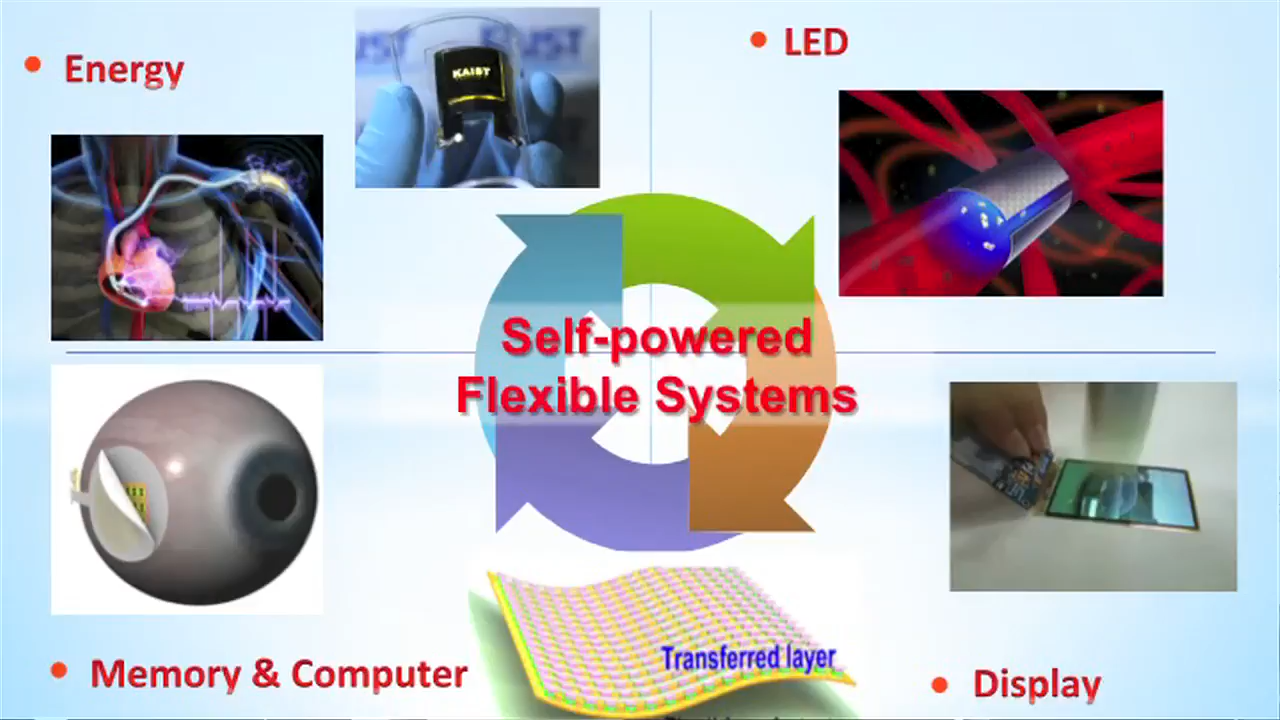 • Energy
KAIST
• LED
Self-powered
Flexible Systems
Transferred layer
• Memory & Computer
• Display